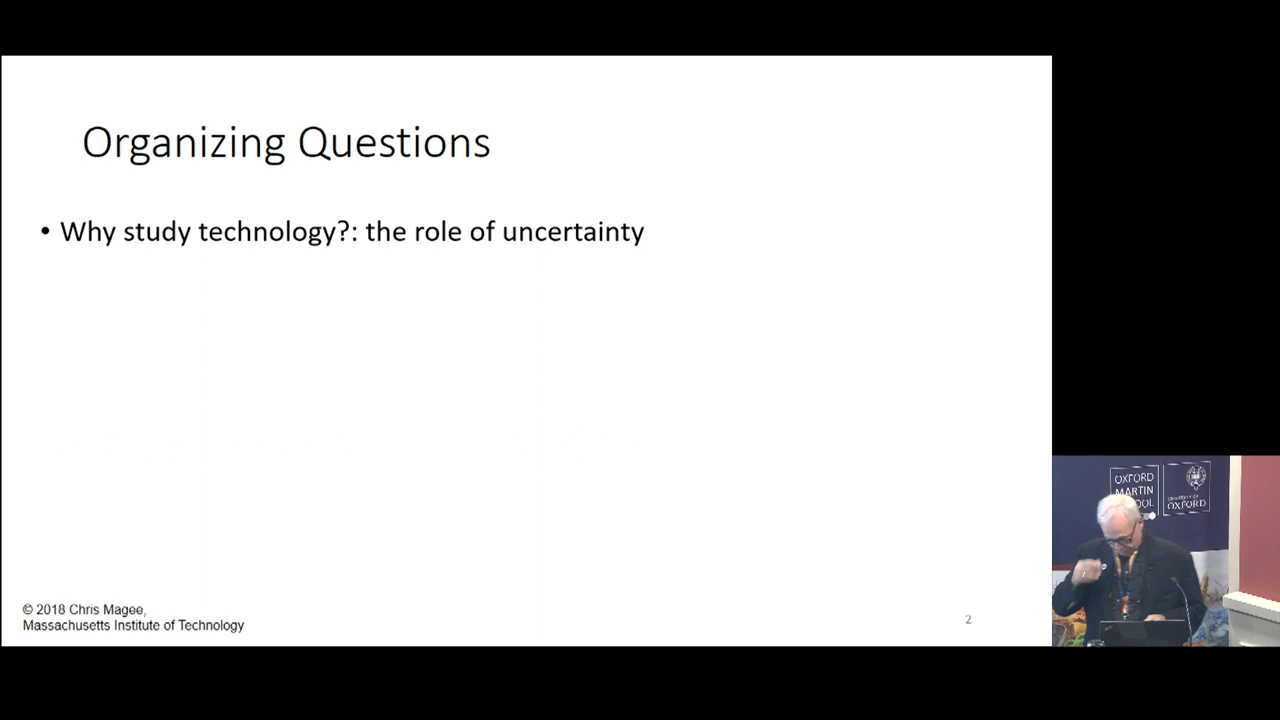 Organizing Questions
• Why study technology?: the role of uncertainty
© 2018 Chris Magee,
Massachusetts Institute of Technology
2
OXFORD
MARTIN
UNIVERSITY OF
OXFORD